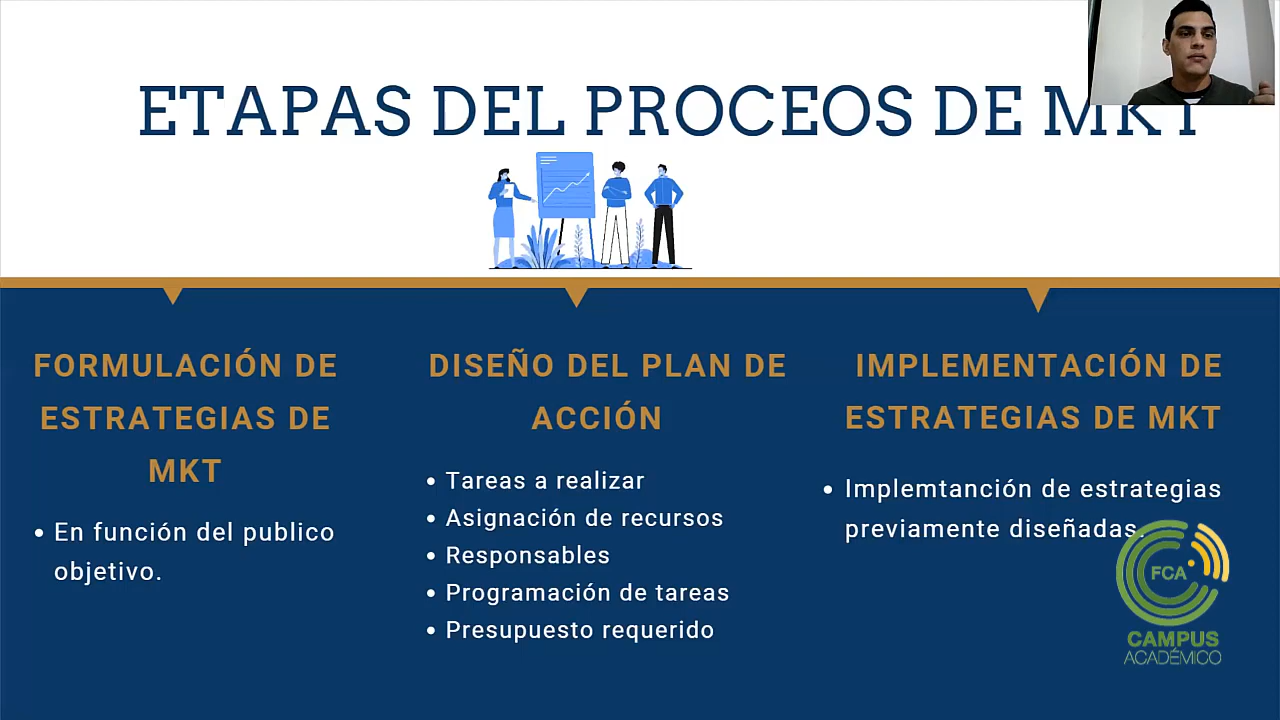 ETAPAS DEL PROCEOS DE MKT
FORMULACIÓN DE
ESTRATEGIAS DE
MKT
• En función del publico
objetivo.
DISEÑO DEL PLAN DE
ACCIÓN
• Tareas a realizar
• Asignación de recursos
• Responsables
• Programación de tareas
• Presupuesto requerido
IMPLEMENTACIÓN DE
ESTRATEGIAS DE MKT
• Implemtanción de estrategias
previamente diseñadas.
FCA
CAMPUS
ACADÉMICO